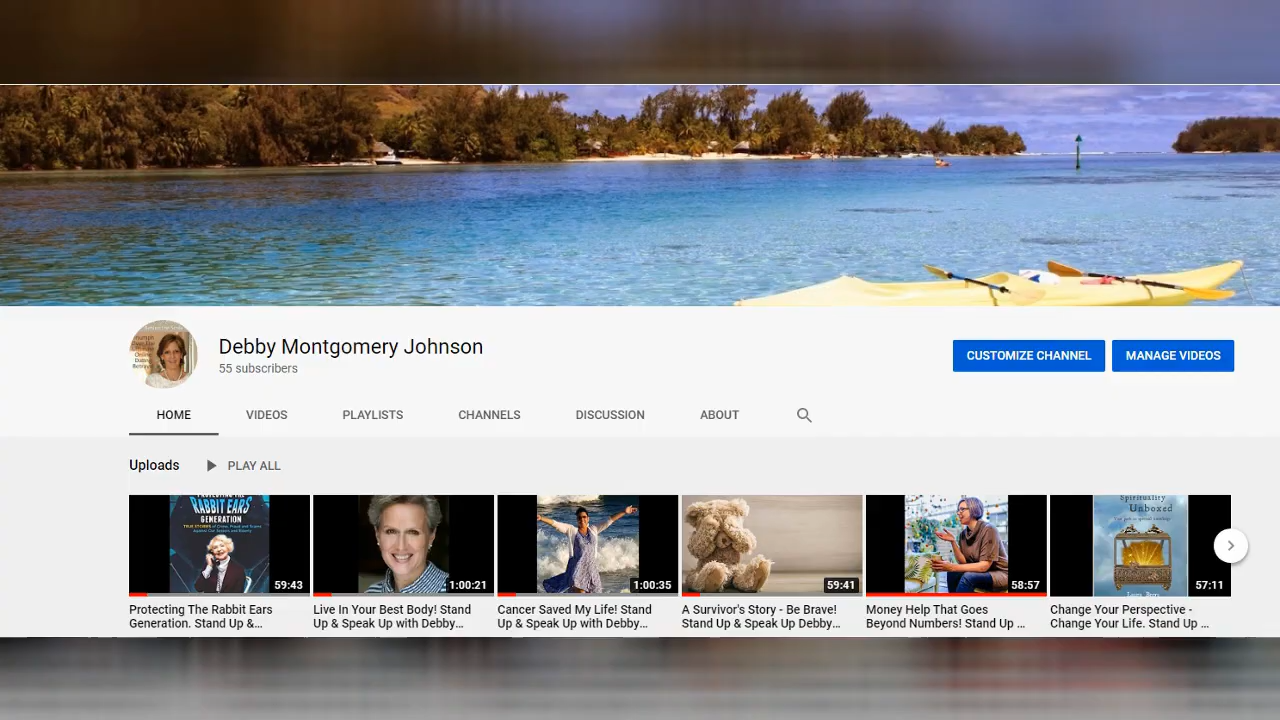 Debby Montgomery Johnson
55 subscribers
CUSTOMIZE CHANNEL
MANAGE VIDEOS
HOME
VIDEOS
PLAYLISTS
CHANNELS
DISCUSSION
ABOUT
Uploads
PLAY ALL
PROTECTING THE
RABBIT EARS
GENERATION
59:43
1:00:21
1:00:35
59:41
58:57
Spirituality
Unboxed
57:11
Protecting The Rabbit Ears
Generation. Stand Up &...
Live In Your Best Body! Stand
Up & Speak Up with Debby...
Cancer Saved My Life! Stand
Up & Speak Up with Debby...
A Survivor's Story - Be Brave!
Stand Up & Speak Up Debby...
Money Help That Goes
Beyond Numbers! Stand Up ...
Change Your Perspective -
Change Your Life. Stand Up ...